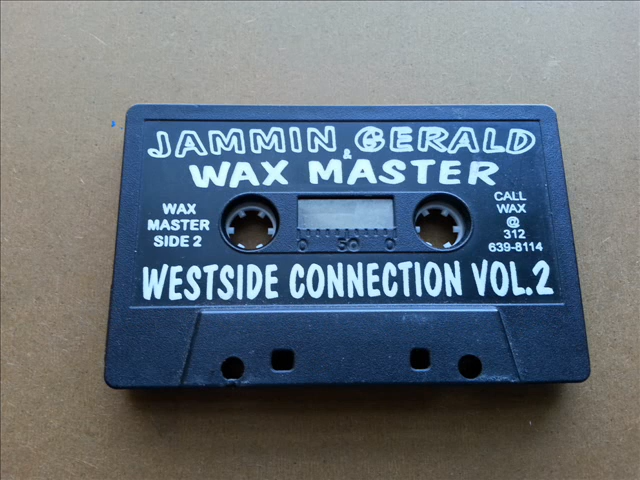 JAMMIN GERALD
&
WAX MASTER
WAX
MASTER
SIDE 2
CALL
WAX
@
312
639-8114
0 50 0
WESTSIDE CONNECTION VOL.2